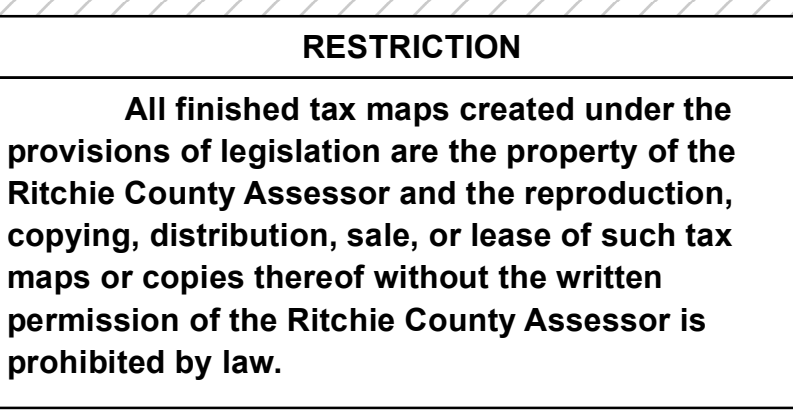 RESTRICTION
All finished tax maps created under the
provisions of legislation are the property of the
Ritchie County Assessor and the reproduction,
copying, distribution, sale, or lease of such tax
maps or copies thereof without the written
permission of the Ritchie County Assessor is
prohibited by law.